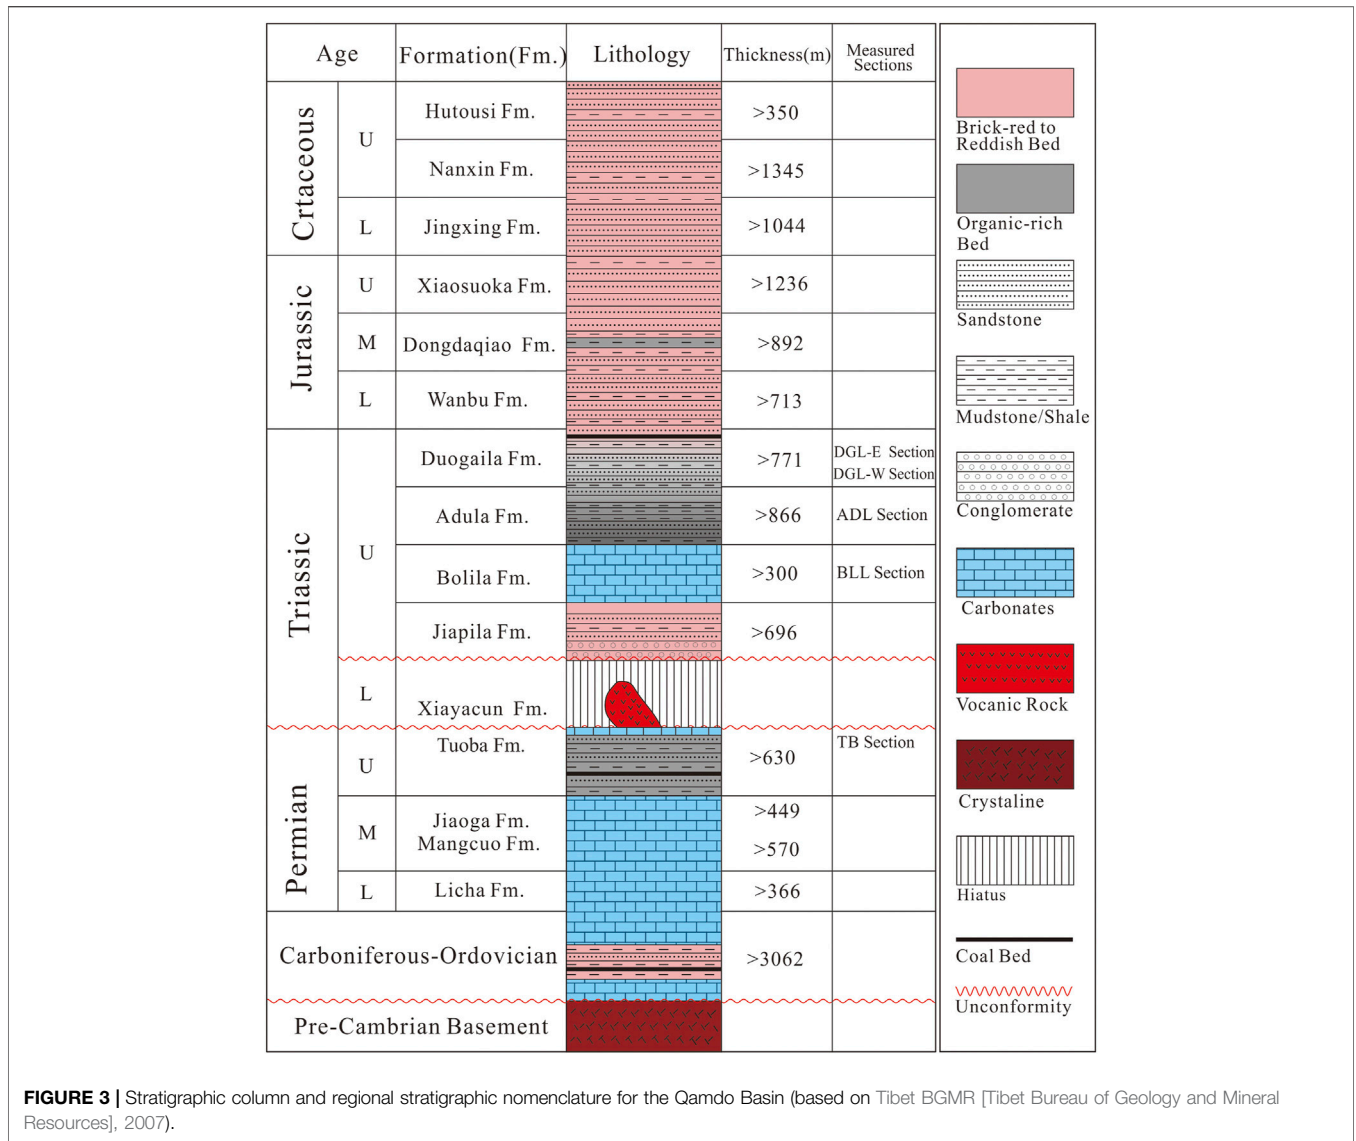 Age Formation(Fm.) Lithology Thickness(m) Measured
Sections
Crtaceous
U
Hutousi Fm. >350
Nanxin Fm. >1345
L Jingxing Fm. >1044
Jurassic
U Xiaosuoka Fm. >1236
M Dongdaqiao Fm. >892
L Wanbu Fm. >713
Triassic
U
Duogaila Fm. >771 DGL-E Section
DGL-W Section
Adula Fm. >866 ADL Section
Bolila Fm. >300 BLL Section
Jiapila Fm. >696
L Xiayacun Fm.
Permian
U Tuoba Fm. >630 TB Section
M Jiaoga Fm. >449
Mangcuo Fm. >570
L Licha Fm. >366
Carboniferous-Ordovician >3062
Pre-Cambrian Basement
Brick-red to
Reddish Bed
Organic-rich
Bed
Sandstone
Mudstone/Shale
Conglomerate
Carbonates
Vocanic Rock
Crystaline
Hiatus
Coal Bed
Unconformity
FIGURE 3 | Stratigraphic column and regional stratigraphic nomenclature for the Qamdo Basin (based on Tibet BGMR [Tibet Bureau of Geology and Mineral
Resources], 2007).